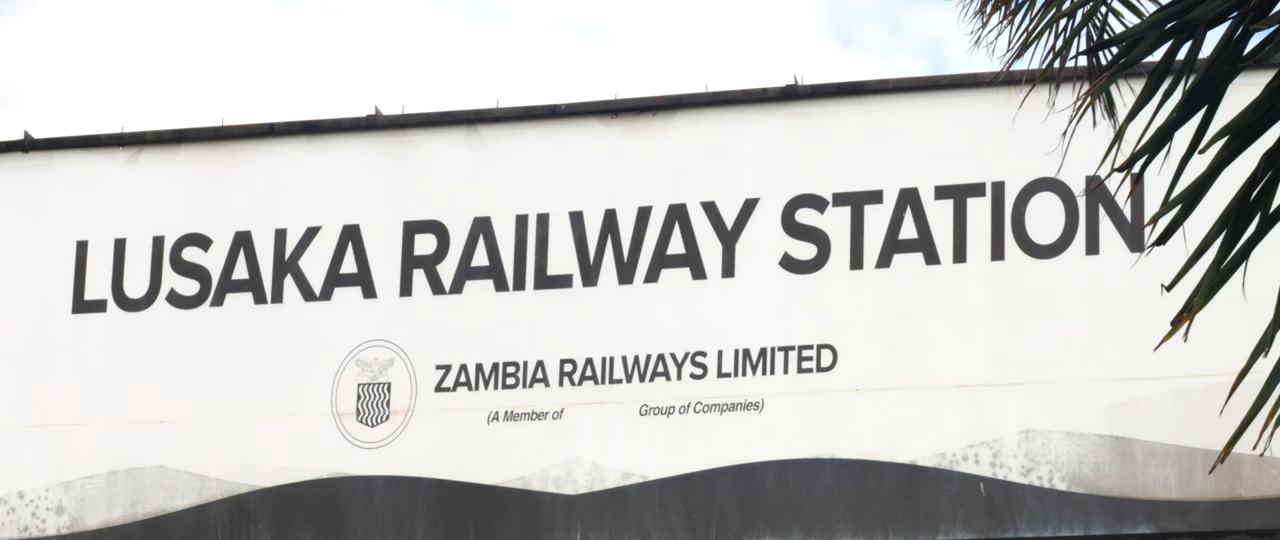 LUSAKA RAILWAY STATION
ZAMBIA RAILWAYS LIMITED
(A Member of Group of Companies)